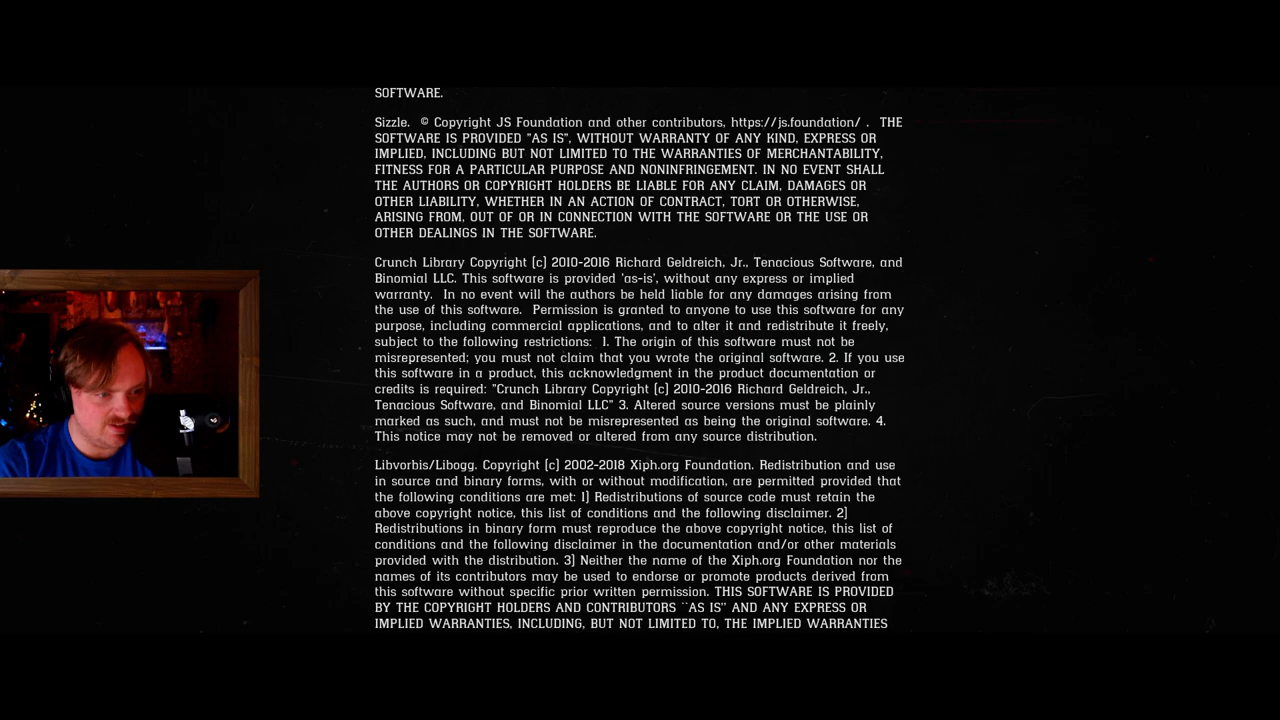 SOFTWARE.
Sizzle.  © Copyright JS Foundation and other contributors, https://js.foundation/ .  THE
SOFTWARE IS PROVIDED "AS IS", WITHOUT WARRANTY OF ANY KIND, EXPRESS OR
IMPLIED, INCLUDING BUT NOT LIMITED TO THE WARRANTIES OF MERCHANTABILITY,
FITNESS FOR A PARTICULAR PURPOSE AND NONINFRINGEMENT. IN NO EVENT SHALL
THE AUTHORS OR COPYRIGHT HOLDERS BE LIABLE FOR ANY CLAIM, DAMAGES OR
OTHER LIABILITY, WHETHER IN AN ACTION OF CONTRACT, TORT OR OTHERWISE,
ARISING FROM, OUT OF OR IN CONNECTION WITH THE SOFTWARE OR THE USE OR
OTHER DEALINGS IN THE SOFTWARE.
Crunch Library Copyright (c) 2010-2016 Richard Geldreich, Jr., Tenacious Software, and
Binomial LLC. This software is provided 'as-is', without any express or implied
warranty.  In no event will the authors be held liable for any damages arising from
the use of this software.  Permission is granted to anyone to use this software for any
purpose, including commercial applications, and to alter it and redistribute it freely,
subject to the following restrictions:  1. The origin of this software must not be
misrepresented; you must not claim that you wrote the original software. 2. If you use
this software in a product, this acknowledgment in the product documentation or
credits is required: "Crunch Library Copyright (c) 2010-2016 Richard Geldreich, Jr.,
Tenacious Software, and Binomial LLC" 3. Altered source versions must be plainly
marked as such, and must not be misrepresented as being the original software. 4.
This notice may not be removed or altered from any source distribution.
Libvorbis/Libogg. Copyright (c) 2002-2018 Xiph.org Foundation. Redistribution and use
in source and binary forms, with or without modification, are permitted provided that
the following conditions are met: 1) Redistributions of source code must retain the
above copyright notice, this list of conditions and the following disclaimer. 2)
Redistributions in binary form must reproduce the above copyright notice, this list of
conditions and the following disclaimer in the documentation and/or other materials
provided with the distribution. 3) Neither the name of the Xiph.org Foundation nor the
names of its contributors may be used to endorse or promote products derived from
this software without specific prior written permission. THIS SOFTWARE IS PROVIDED
BY THE COPYRIGHT HOLDERS AND CONTRIBUTORS ``AS IS'' AND ANY EXPRESS OR
IMPLIED WARRANTIES, INCLUDING, BUT NOT LIMITED TO, THE IMPLIED WARRANTIES